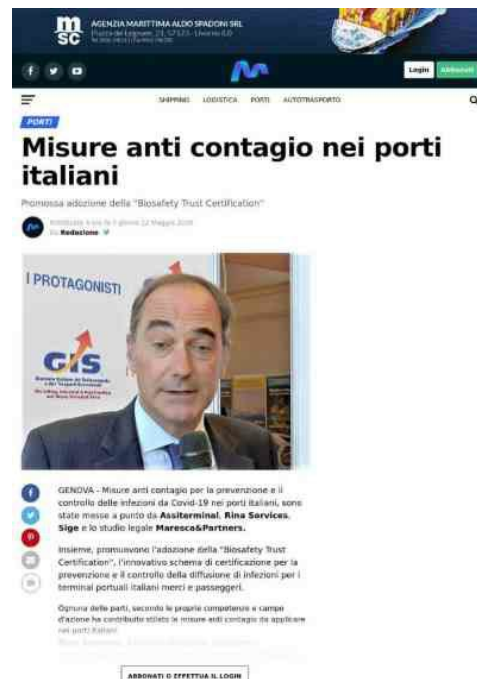 MSC
AGENZIA MARITTIMA ALDO SPADONI SRL
Login
Abbonati
SHIPPING LOGISTICA PORTI AUTOTRASPORTO
PORTI
Misure anti contagio nei porti
italiani
Promossa adozione della "Biosafety Trust Certification"
Redazione
I PROTAGONISTI
GIS
GENOVA - Misure anti contagio per la prevenzione e il
controllo delle infezioni da Covid-19 nei porti italiani, sono
state messe a punto da Assiterminal, Rina Services,
Sige e lo studio legale Maresca&Partners.
Insieme, promuovono l'adozione della "Biosafety Trust
Certification", l'innovativo schema di certificazione per la
prevenzione e il controllo della diffusione di infezioni per i
terminal portuali italiani merci e passeggeri.
Ognuna delle parti, secondo le proprie competenze e campo
d'azione ha contribuito stilato le misure anti contagio da applicare
nei porti italiani
ABBONATI O EFFETTUA IL LOGIN